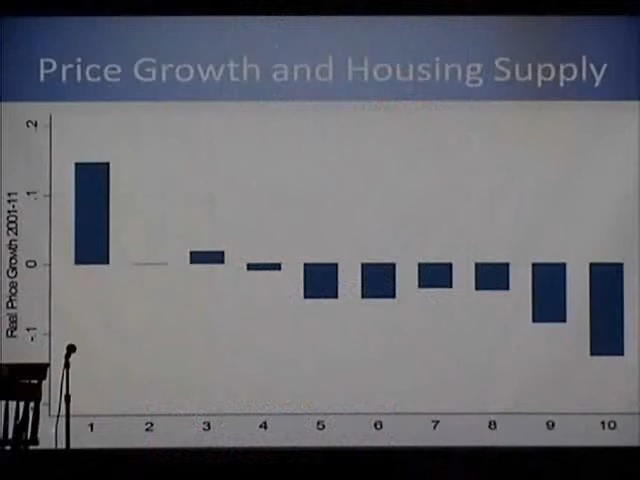 Price Growth and Housing Supply
Real Price Growth 2001-11
.2
.1
0
-.1
1 2 3 4 5 6 7 8 9 10